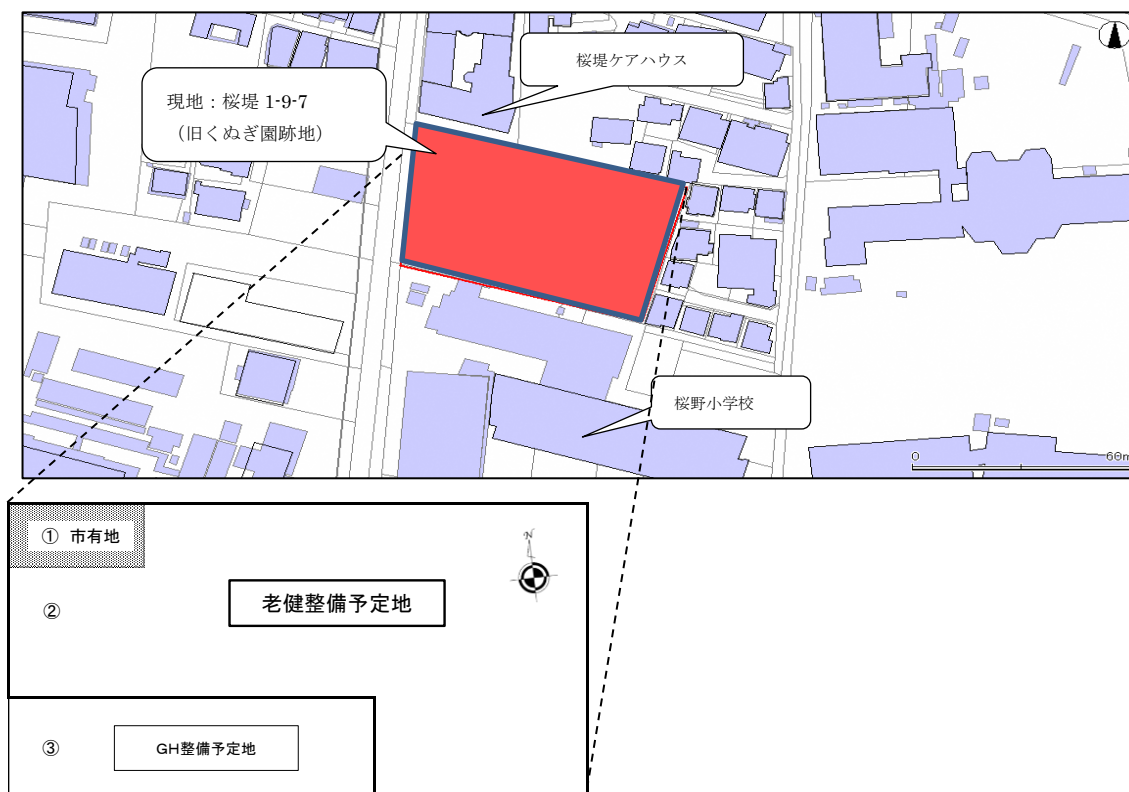 桜堤ケアハウス
現地：桜堤 1-9-7
（旧くぬぎ園跡地）
桜野小学校
0 60m
① 市有地
N
② 老健整備予定地
③ GH整備予定地